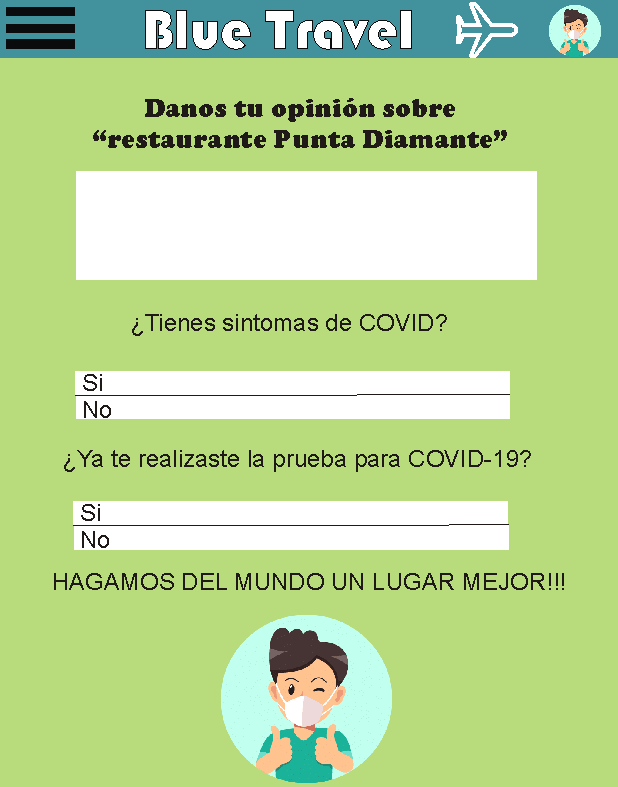 Blue Travel
Danos tu opinión sobre
“restaurante Punta Diamante”
¿Tienes sintomas de COVID?
Si
No
¿Ya te realizaste la prueba para COVID-19?
Si
No
HAGAMOS DEL MUNDO UN LUGAR MEJOR!!!